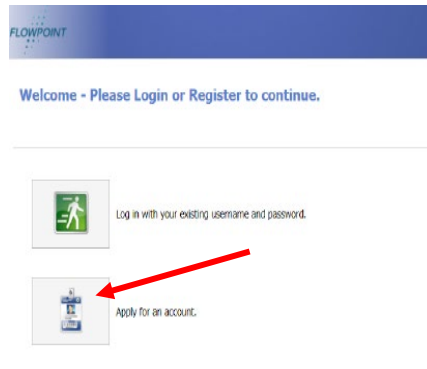 FLOWPOINT
Welcome - Please Login or Register to continue.
Log in with your existing username and password.
Apply for an account.